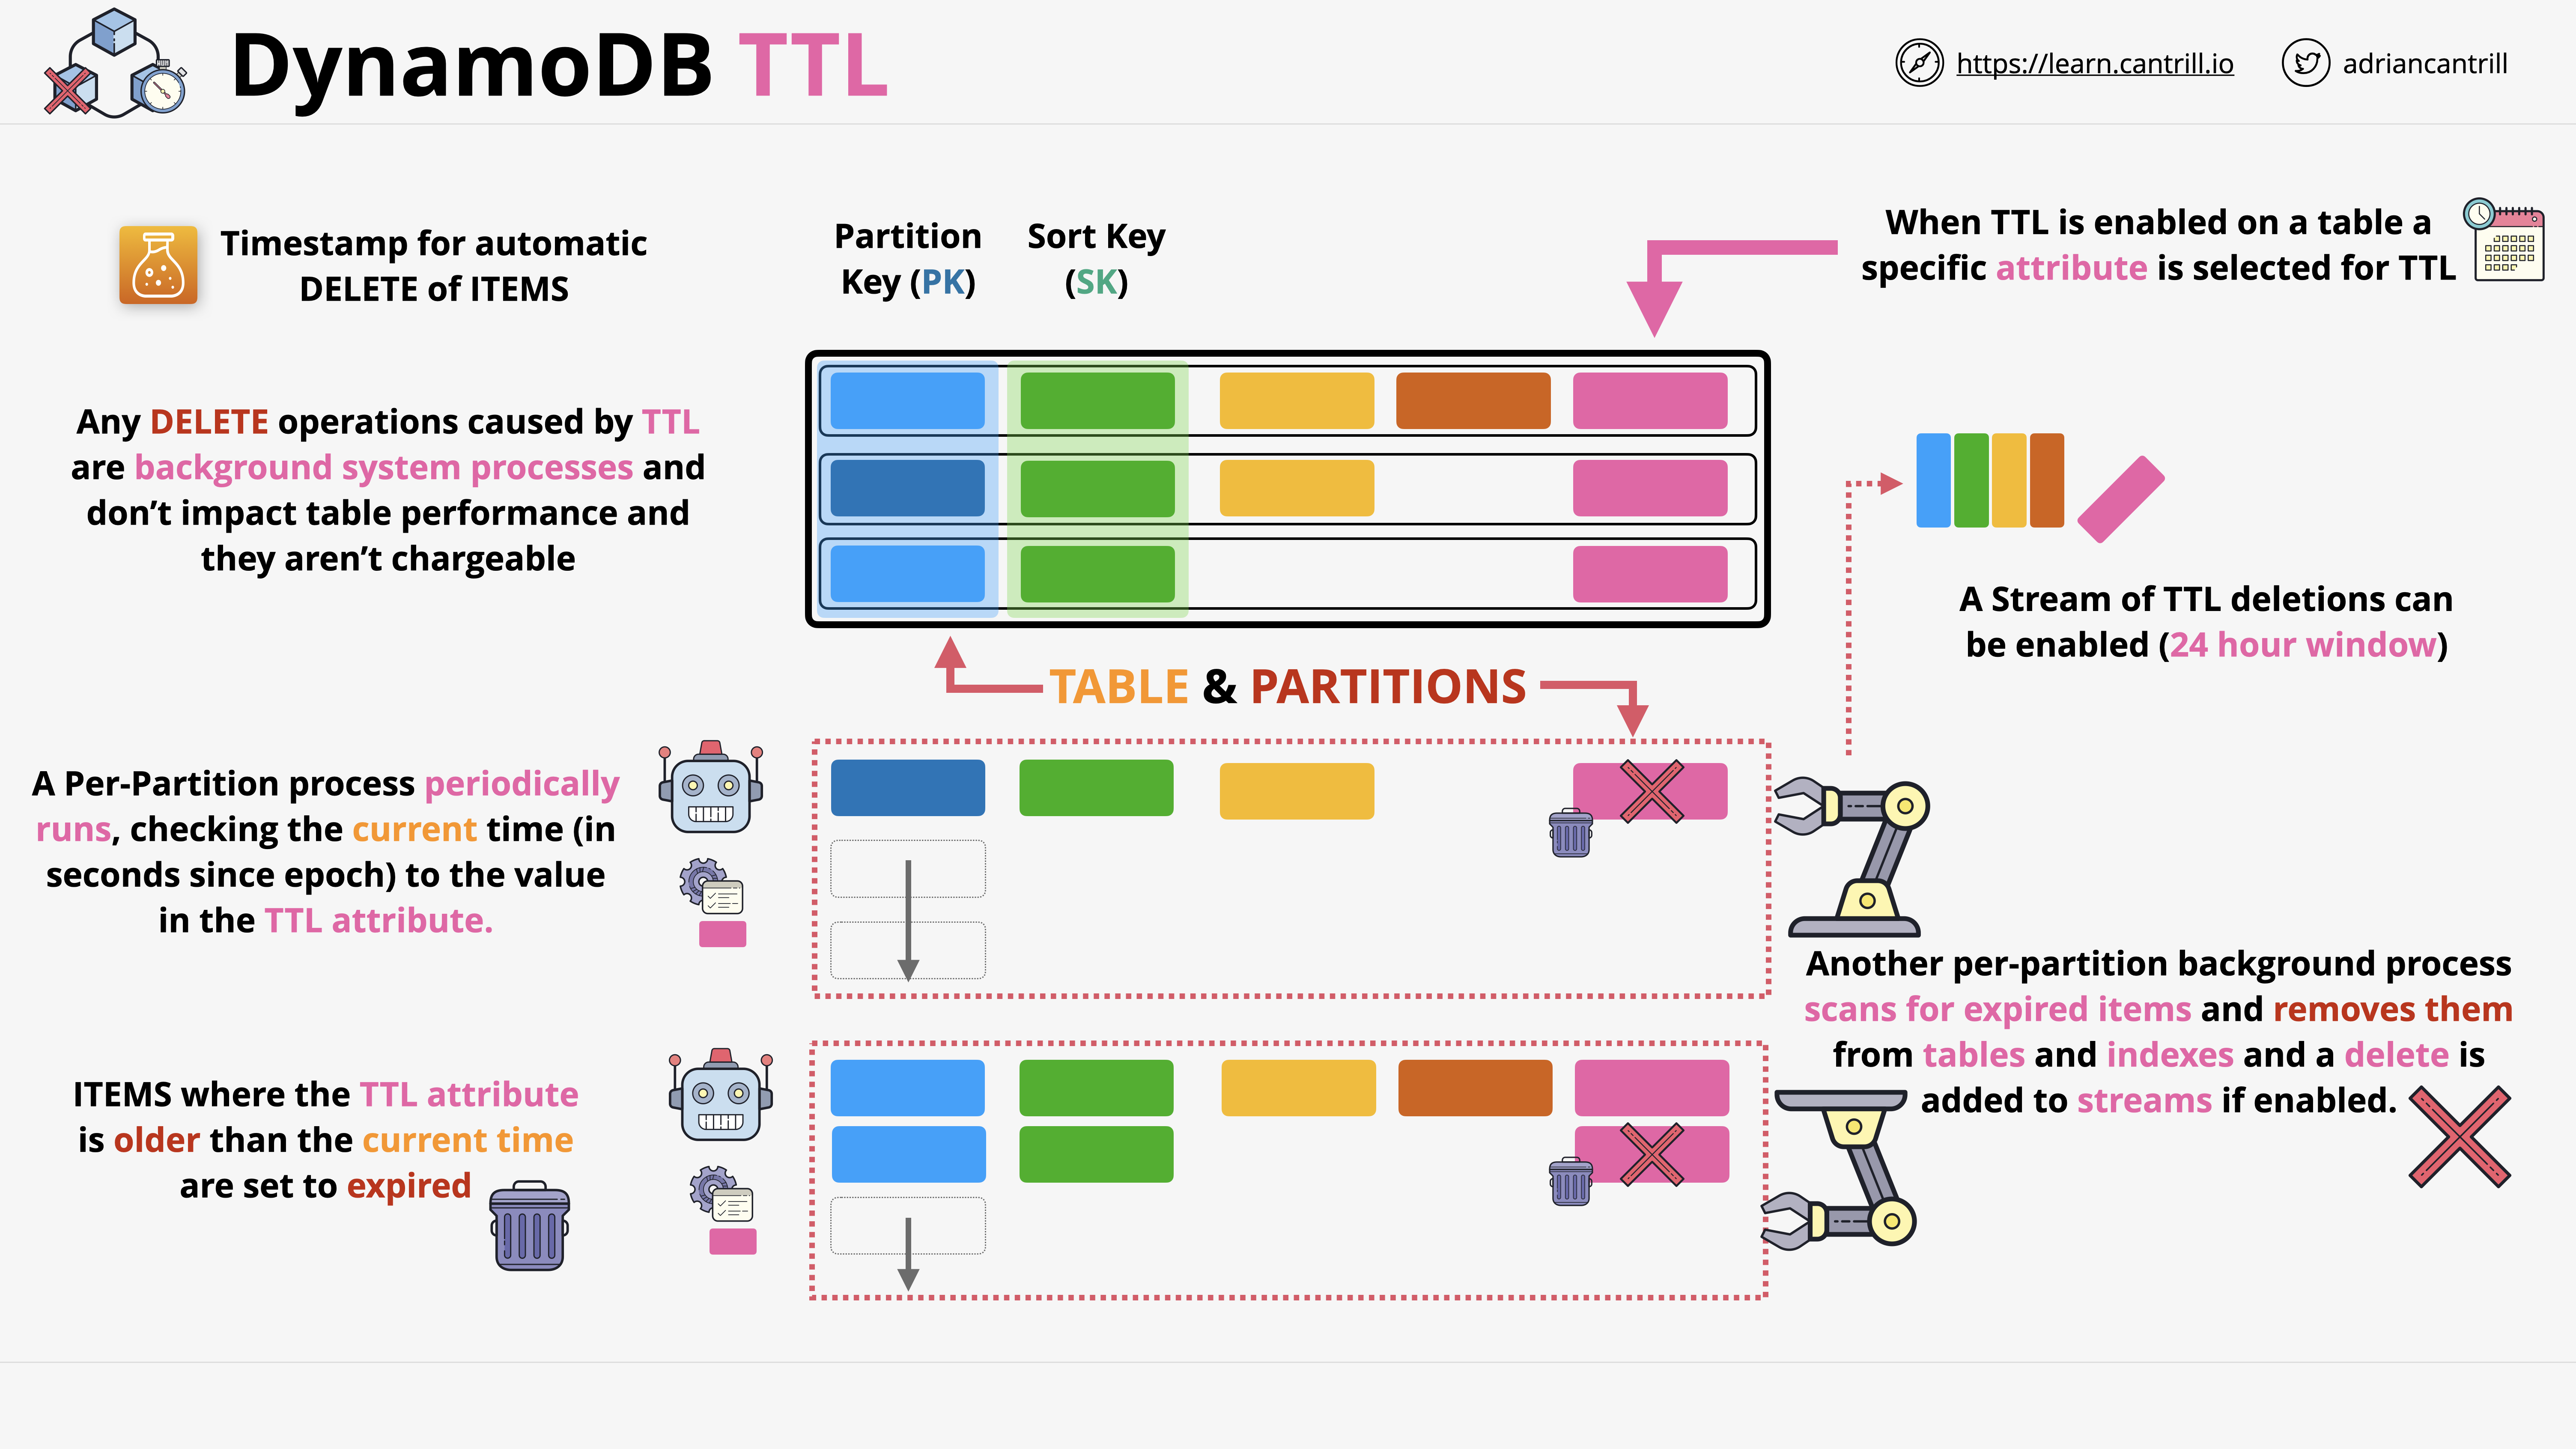 DynamoDB TTL
https://learn.cantrill.io
adriancantrill
Timestamp for automatic
DELETE of ITEMS
Partition
Key (PK)
Sort Key
(SK)
When TTL is enabled on a table a
specific attribute is selected for TTL
Any DELETE operations caused by TTL
are background system processes and
don’t impact table performance and
they aren’t chargeable
A Stream of TTL deletions can
be enabled (24 hour window)
TABLE & PARTITIONS
A Per-Partition process periodically
runs, checking the current time (in
seconds since epoch) to the value
in the TTL attribute.
Another per-partition background process
scans for expired items and removes them
from tables and indexes and a delete is
added to streams if enabled.
ITEMS where the TTL attribute
is older than the current time
are set to expired